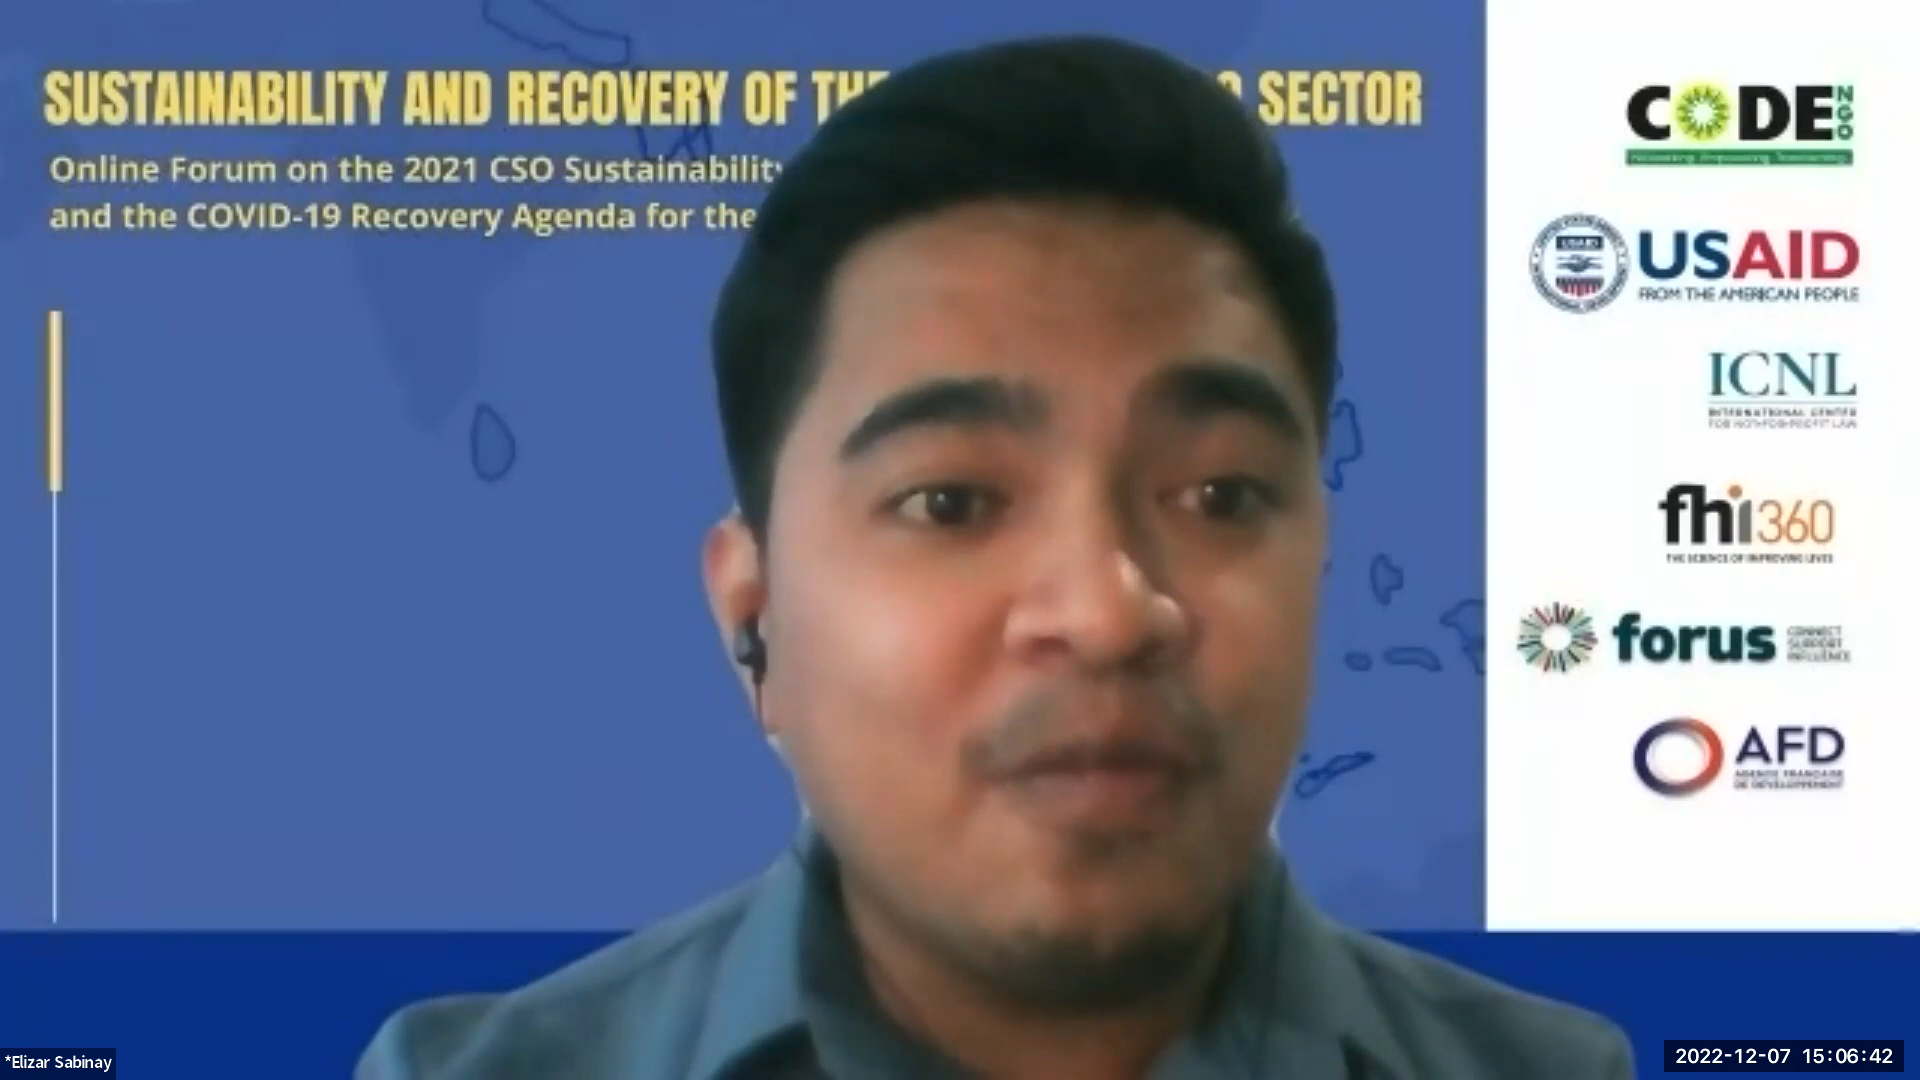 SUSTAINABILITY AND RECOVERY OF THE
SECTOR
Online Forum on the 2021 CSO Sustainability
and the COVID-19 Recovery Agenda for the
CODE
NGO
USAID
USAID
FROM THE AMERICAN PEOPLE
ICNL
INTERNATIONAL CENTER
FOR NOT-FOR-PROFIT LAW
fhi360
THE SCIENCE OF IMPROVING LIVES
forus
CONNECT
SUPPORT
INFLUENCE
AFD
AGENCE FRANÇAISE
DE DÉVELOPPEMENT
*Elizar Sabinay
2022-12-07 15:06:42